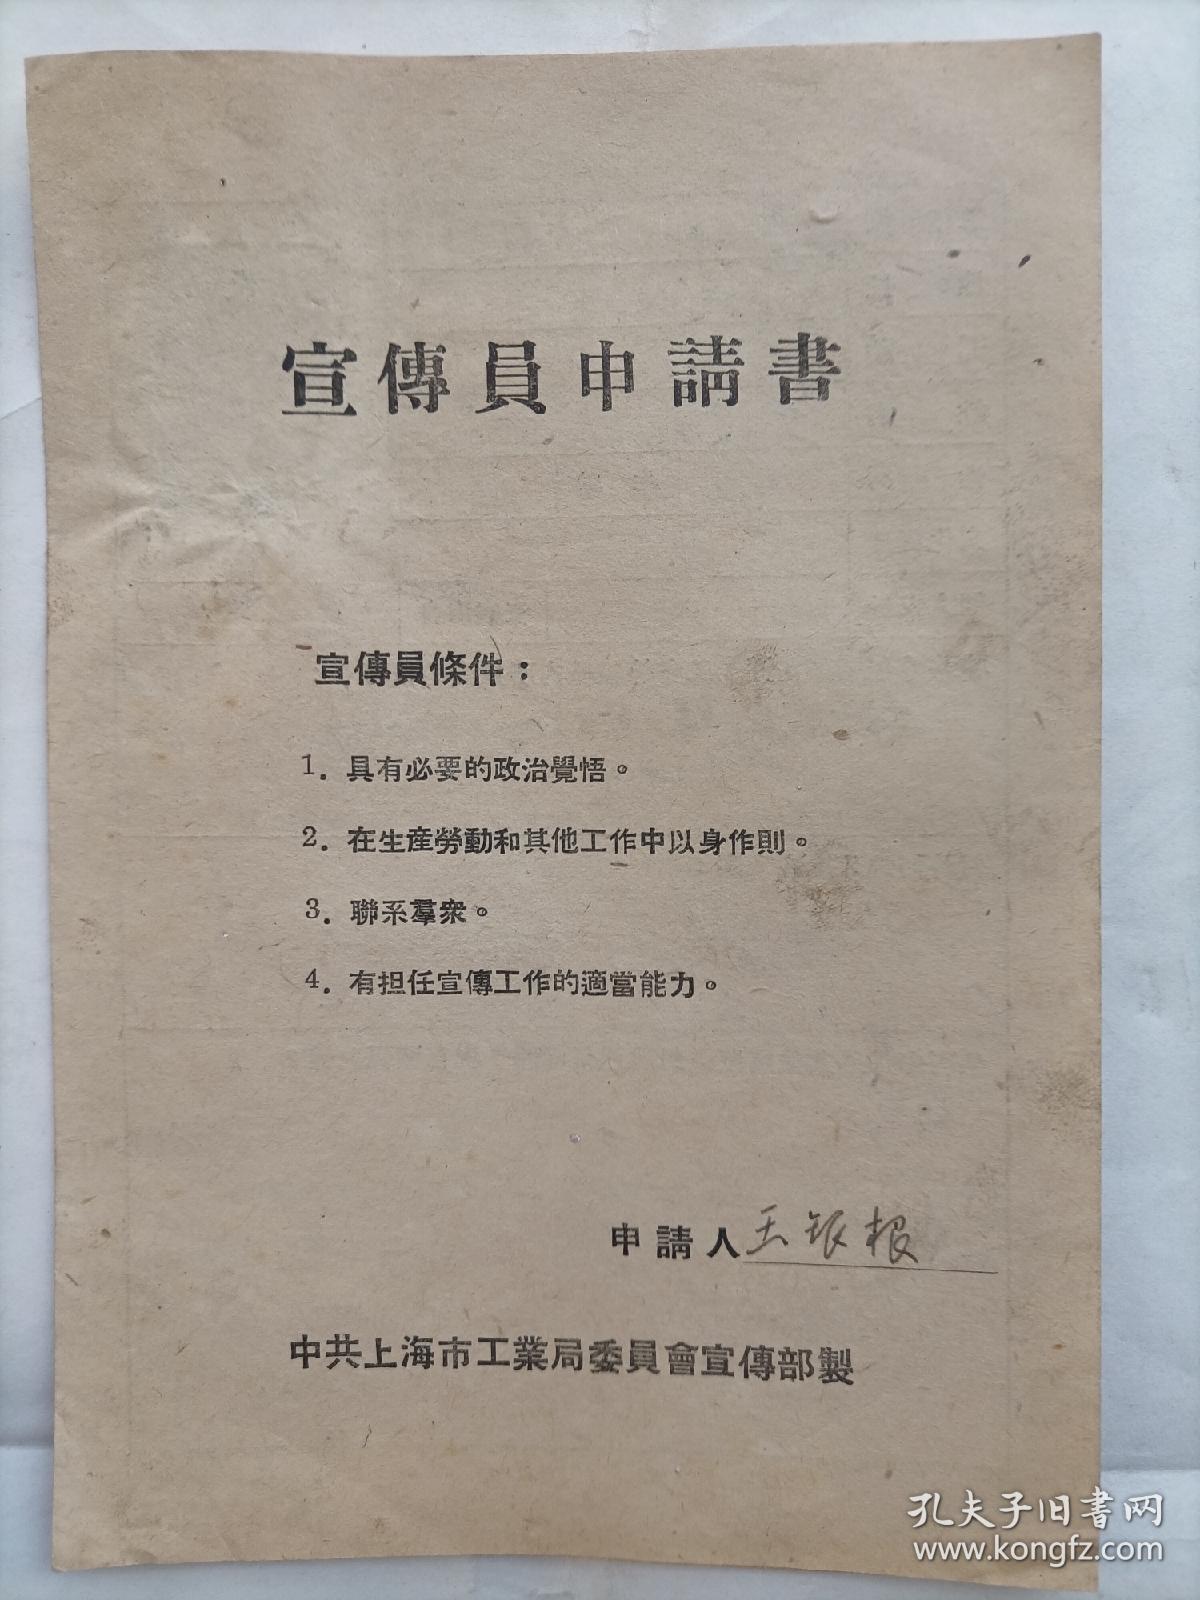 宣傳員申請書
宣傳員條件：
1. 具有必要的政治覺悟。
2. 在生産勞動和其他工作中以身作則。
3. 聯系羣衆。
4. 有担任宣傳工作的適當能力。
申請人 王银根
中共上海市工業局委員會宣傳部製
孔夫子旧书网
www.kongfz.com